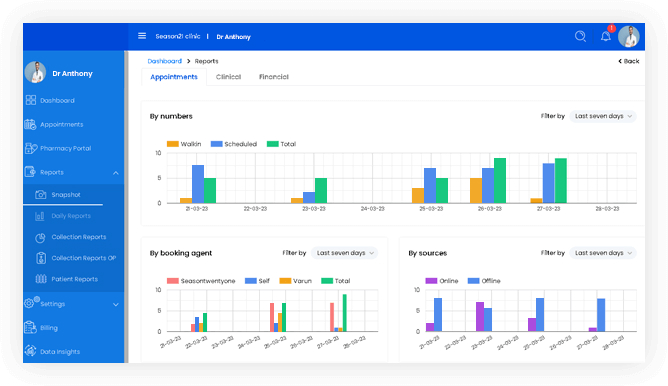 Season21 clinic | Dr Anthony
1
Dr Anthony
Dashboard
Appointments
Pharmacy Portal
Reports
Snapshot
Daily Reports
Collection Reports
Collection Reports OP
Patient Reports
Settings
Billing
Data Insights
Dashboard > Reports
< Back
Appointments Clinical Financial
By numbers
Filter by Last seven days
Walkin Scheduled Total
10
5
0
21-03-23 22-03-23 23-03-23 24-03-23 25-03-23 26-03-23 27-03-23 28-03-23
By booking agent
Filter by Last seven days
Seasontwentyone Self Varun Total
10
5
0
21-03-23 22-03-23 23-03-23 24-03-23 25-03-23 26-03-23 27-03-23 28-03-23
By sources
Filter by Last seven days
Online Offline
10
5
0
21-03-23 22-03-23 23-03-23 24-03-23 25-03-23 26-03-23 27-03-23 28-03-23